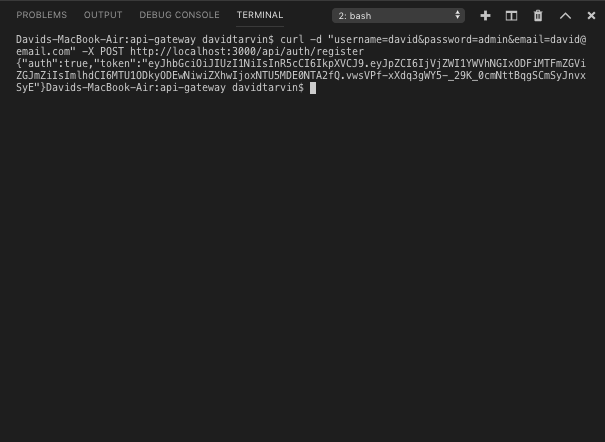 PROBLEMS OUTPUT DEBUG CONSOLE TERMINAL 2: bash
Davids-MacBook-Air:api-gateway davidtarvin$ curl -d "username=david&password=admin&email=david@
email.com" -X POST http://localhost:3000/api/auth/register
{"auth":true,"token":"eyJhbGciOiJIUzI1NiIsInR5cCI6IkpXVCJ9.eyJpZCI6IjVjZWI1YWVhNGIxODFiMTFmZGVi
ZGJmZiIsImlhdCI6MTU1ODkyODEwNiwiZXhwIjoxNTU5MDE0NTA2fQ.vwsVPf-xXdq3gWY5-_29K_0cmNttBqgSCmSyJnvx
SyE"}Davids-MacBook-Air:api-gateway davidtarvin$